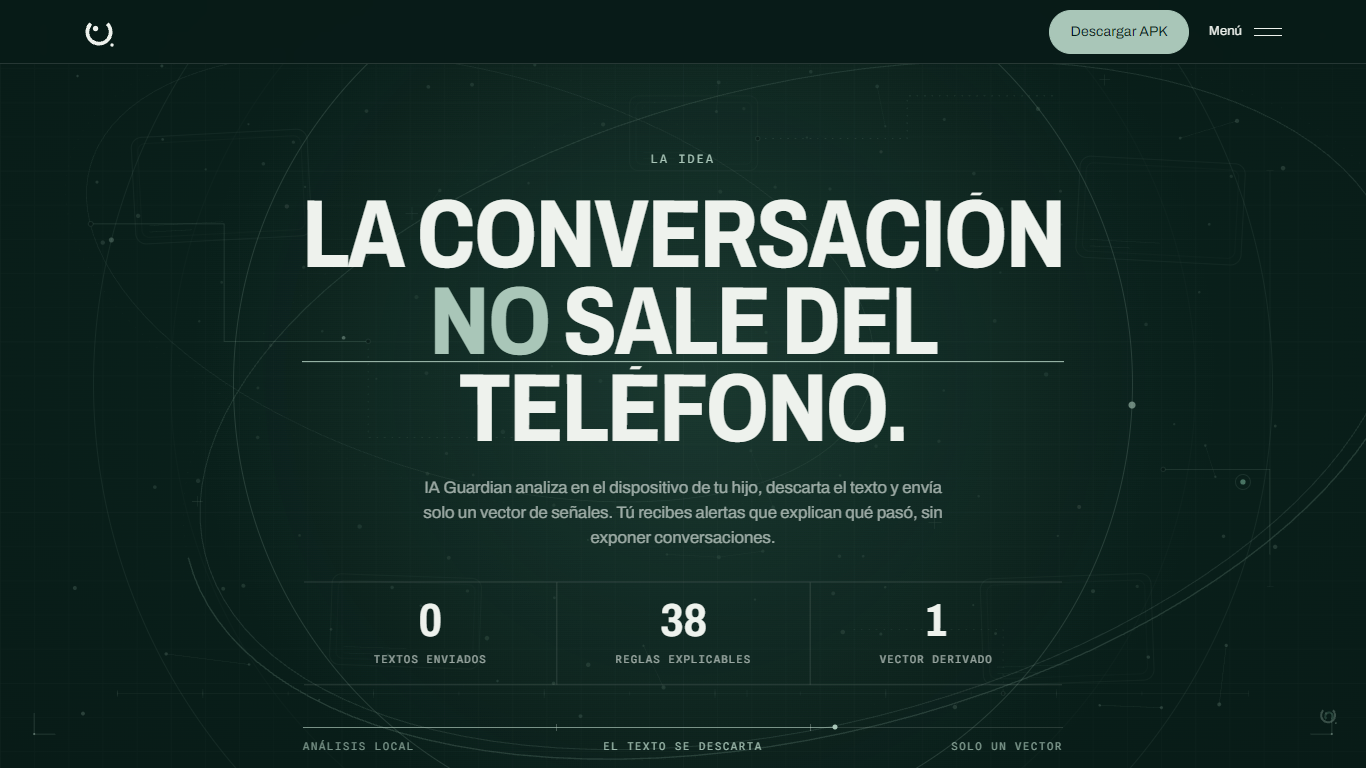 Descargar APK
Menú
LA IDEA
LA CONVERSACIÓN
NO SALE DEL
TELÉFONO.
IA Guardian analiza en el dispositivo de tu hijo, descarta el texto y envía
solo un vector de señales. Tú recibes alertas que explican qué pasó, sin
exponer conversaciones.
0
TEXTOS ENVIADOS
38
REGLAS EXPLICABLES
1
VECTOR DERIVADO
ANÁLISIS LOCAL
EL TEXTO SE DESCARTA
SOLO UN VECTOR